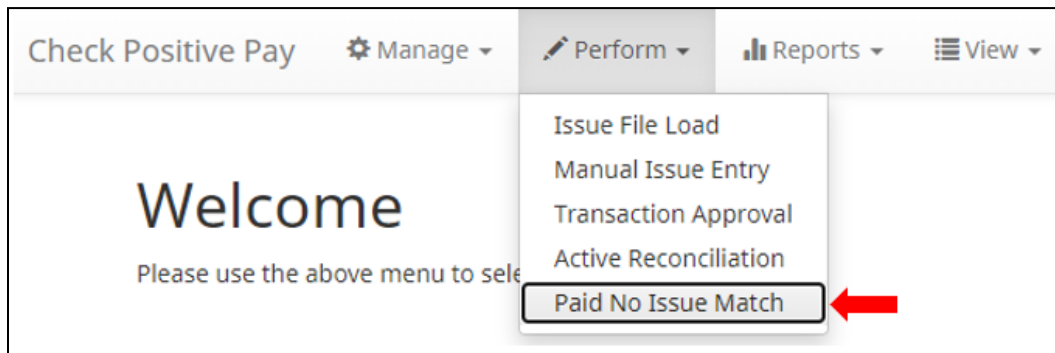 Check Positive Pay Manage Perform Reports View
Issue File Load
Manual Issue Entry
Transaction Approval
Active Reconciliation
Paid No Issue Match
Welcome
Please use the above menu to